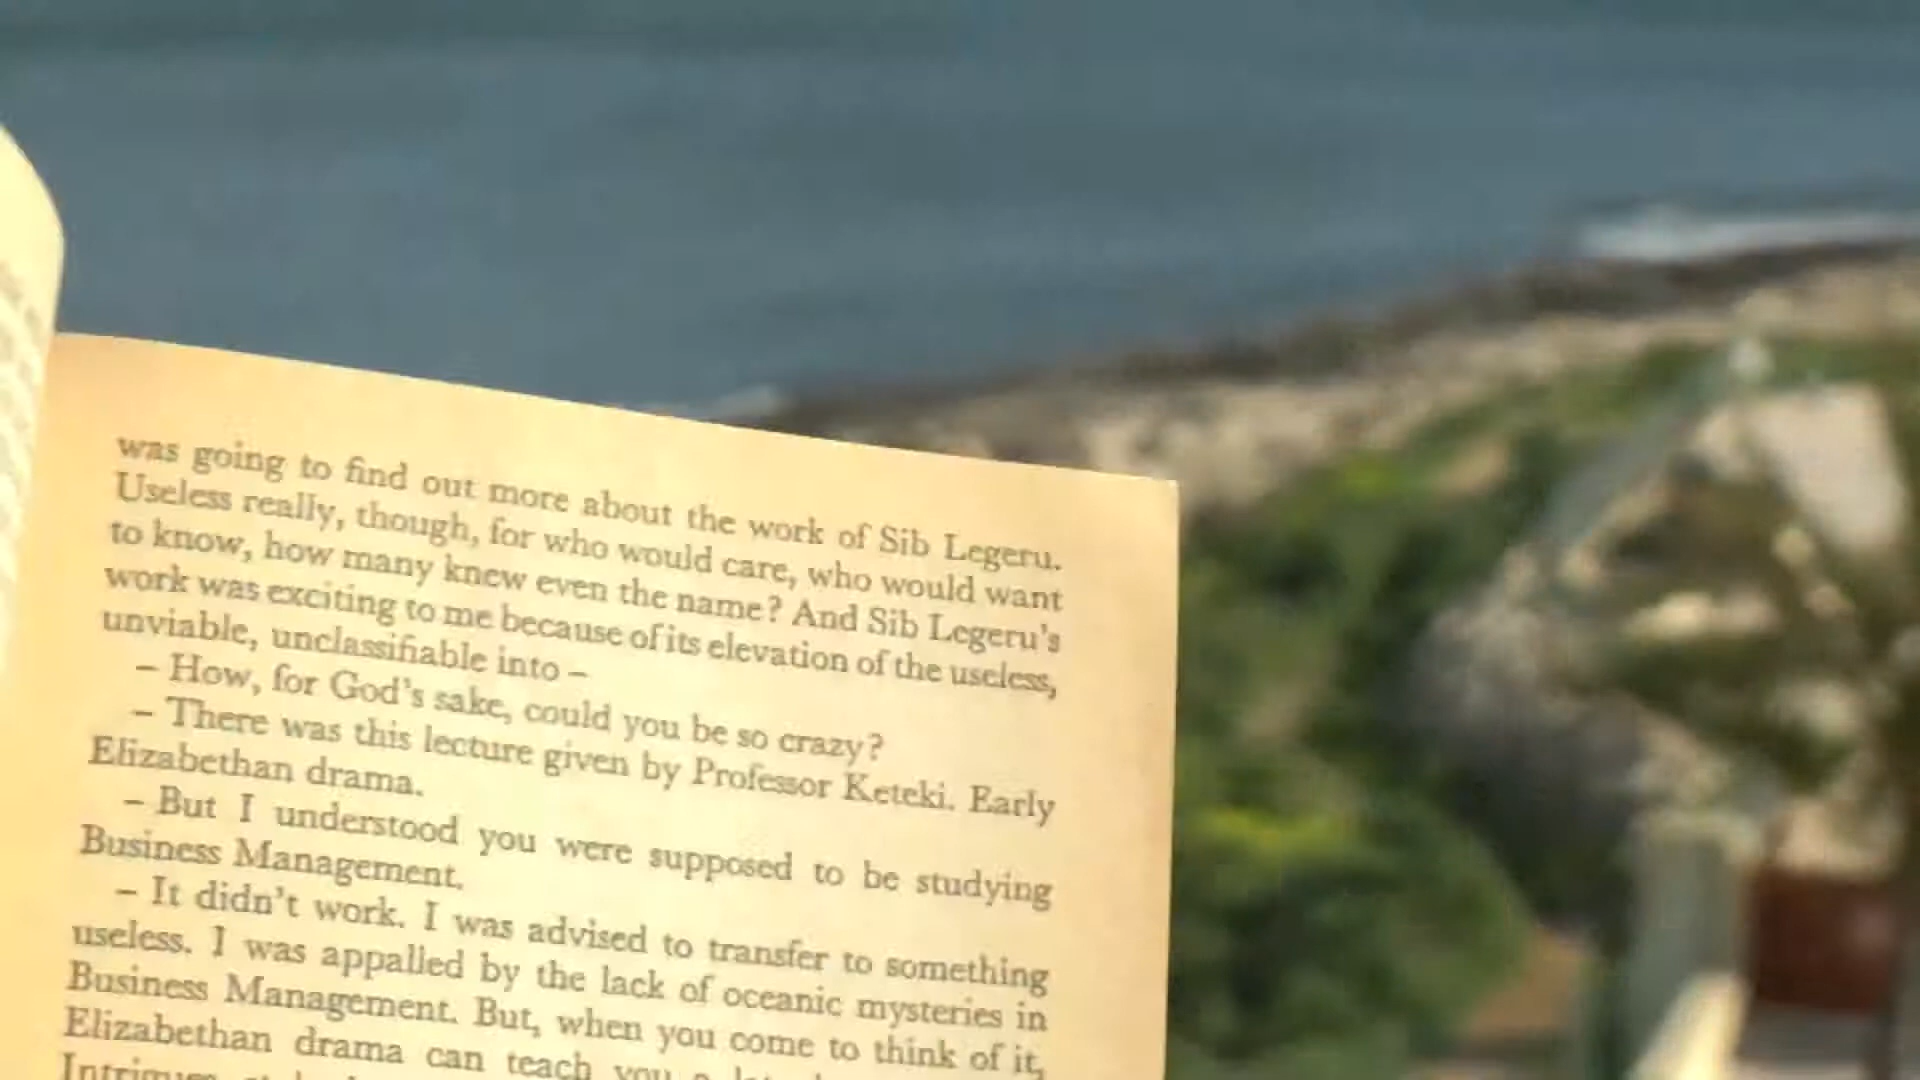 was going to find out more about the work of Sib Legeru.
Useless really, though, for who would care, who would want
to know, how many knew even the name? And Sib Legeru's
work was exciting to me because of its elevation of the useless,
unviable, unclassifiable into –
– How, for God's sake, could you be so crazy?
– There was this lecture given by Professor Keteki. Early
Elizabethan drama.
– But I understood you were supposed to be studying
Business Management.
– It didn't work. I was advised to transfer to something
useless. I was appalled by the lack of oceanic mysteries in
Business Management. But, when you come to think of it,
Elizabethan drama can teach you a